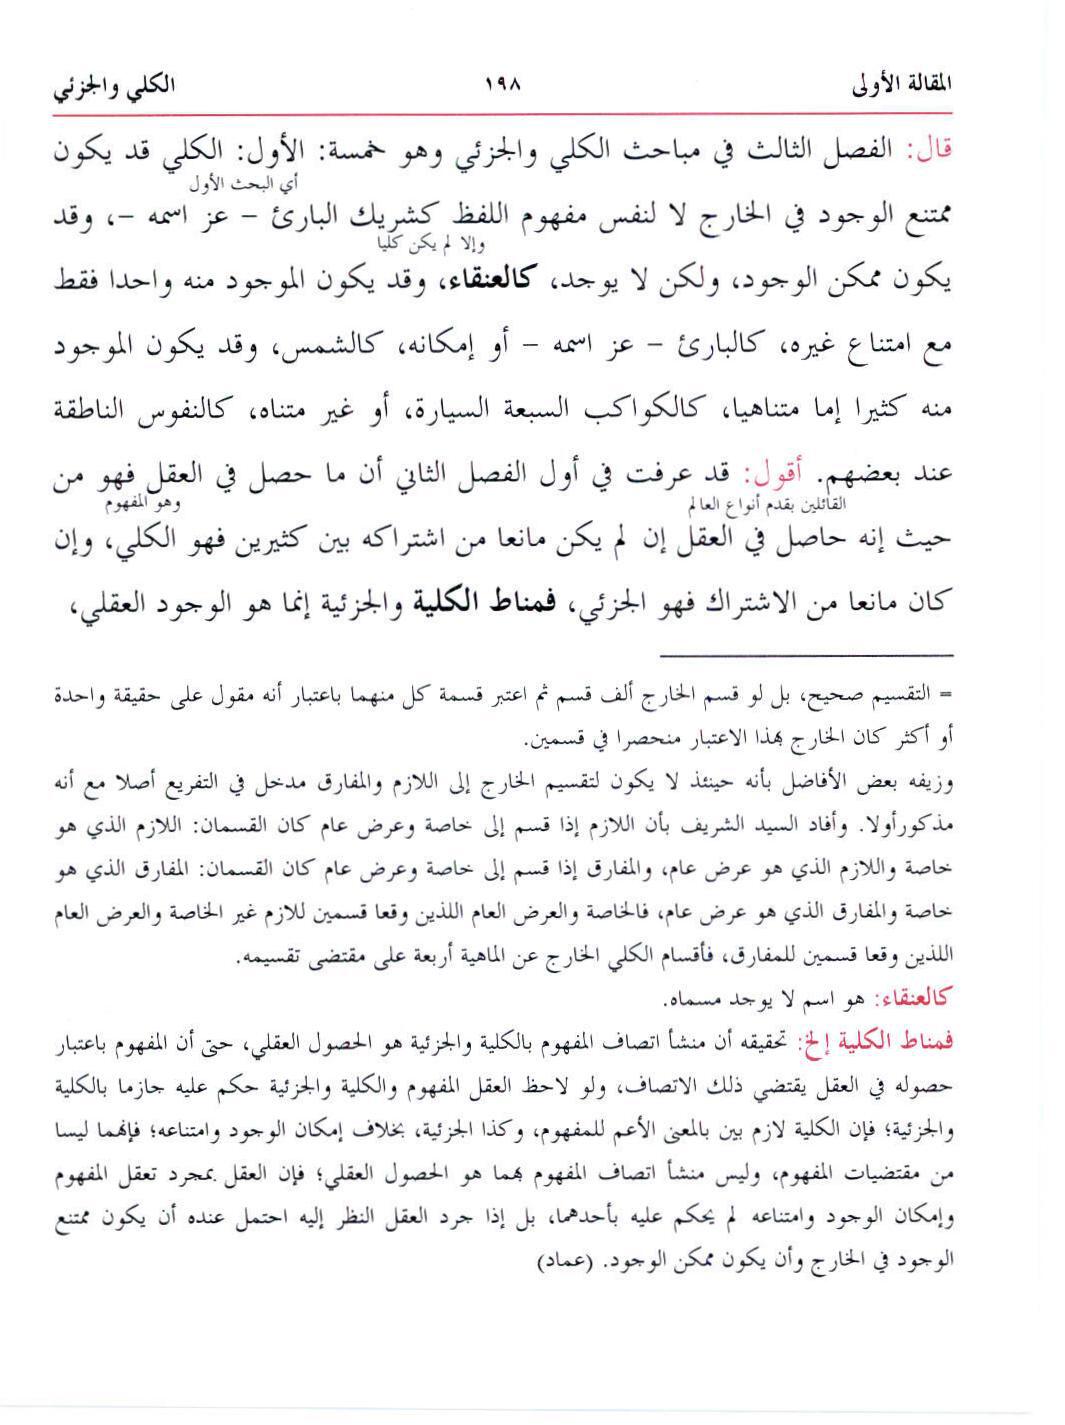 المقالة الأولى ١٩٨ الكلي والجزئي
قال: الفصل الثالث في مباحث الكلي والجزئي وهو خمسة: الأول: الكلي قد يكون
أي البحث الأول
ممتنع الوجود في الخارج لا لنفس مفهوم اللفظ كشريك البارئ – عز اسمه –، وقد
وإلا لم يكن كليا
يكون ممكن الوجود، ولكن لا يوجد، كالعنقاء، وقد يكون الموجود منه واحدا فقط
مع امتناع غيره، كالبارئ – عز اسمه – أو إمكانه، كالشمس، وقد يكون الموجود
منه كثيرا إما متناهيا، كالكواكب السبعة السيارة، أو غير متناه، كالنفوس الناطقة
عند بعضهم. أقول: قد عرفت في أول الفصل الثاني أن ما حصل في العقل فهو من
القائلين بقدم أنواع العالم وهو المفهوم
حيث إنه حاصل في العقل إن لم يكن مانعا من اشتراكه بين كثيرين فهو الكلي، وإن
كان مانعا من الاشتراك فهو الجزئي، فمناط الكلية والجزئية إنما هو الوجود العقلي،
= التقسيم صحيح، بل لو قسم الخارج ألف قسم ثم اعتبر قسمة كل منهما باعتبار أنه مقول على حقيقة واحدة
أو أكثر كان الخارج بهذا الاعتبار منحصرا في قسمين.
وزيفه بعض الأفاضل بأنه حينئذ لا يكون لتقسيم الخارج إلى اللازم والمفارق مدخل في التفريع أصلا مع أنه
مذكورأولا. وأفاد السيد الشريف بأن اللازم إذا قسم إلى خاصة وعرض عام كان القسمان: اللازم الذي هو
خاصة واللازم الذي هو عرض عام، والمفارق إذا قسم إلى خاصة وعرض عام كان القسمان: المفارق الذي هو
خاصة والمفارق الذي هو عرض عام، فالخاصة والعرض العام اللذين وقعا قسمين للازم غير الخاصة والعرض العام
اللذين وقعا قسمين للمفارق، فأقسام الكلي الخارج عن الماهية أربعة على مقتضى تقسيمه.
كالعنقاء: هو اسم لا يوجد مسماه.
فمناط الكلية إلخ: تحقيقه أن منشأ اتصاف المفهوم بالكلية والجزئية هو الحصول العقلي، حتى أن المفهوم باعتبار
حصوله في العقل يقتضي ذلك الاتصاف، ولو لاحظ العقل المفهوم والكلية والجزئية حكم عليه جازما بالكلية
والجزئية؛ فإن الكلية لازم بين بالمعنى الأعم للمفهوم، وكذا الجزئية، بخلاف إمكان الوجود وامتناعه؛ فإنهما ليسا
من مقتضيات المفهوم، وليس منشأ اتصاف المفهوم بهما هو الحصول العقلي؛ فإن العقل بمجرد تعقل المفهوم
وإمكان الوجود وامتناعه لم يحكم عليه بأحدهما، بل إذا جرد العقل النظر إليه احتمل عنده أن يكون ممتنع
الوجود في الخارج وأن يكون ممكن الوجود. (عماد)